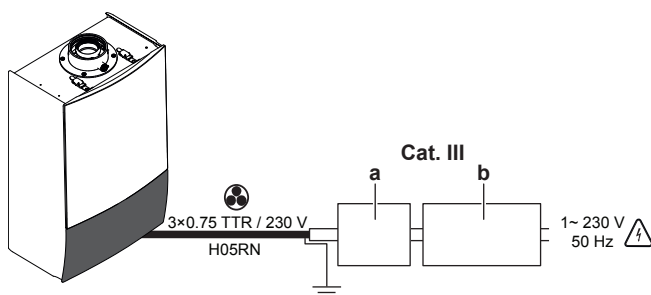 Cat. III
a
b
3×0.75 TTR / 230 V
H05RN
1~ 230 V
50 Hz